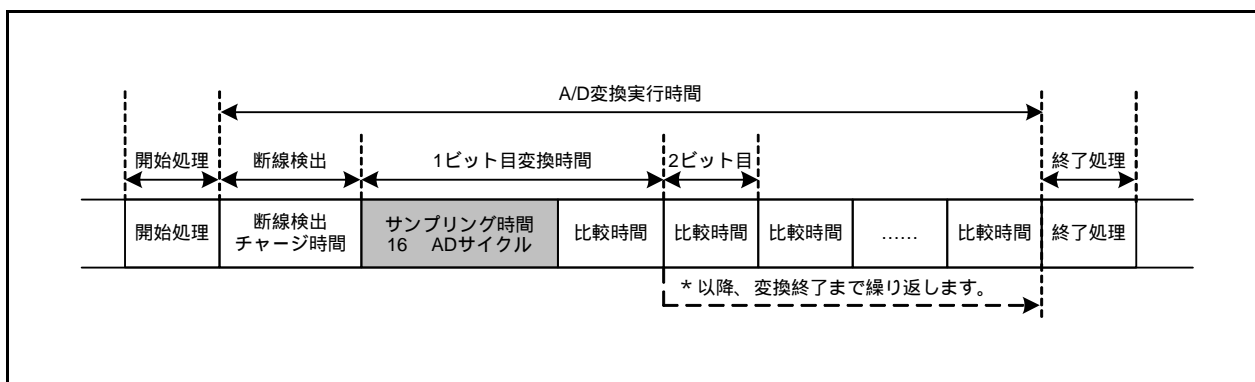 A/D変換実行時間
開始処理 断線検出 1ビット目変換時間 2ビット目 終了処理
開始処理 断線検出 サンプリング時間 比較時間 比較時間 比較時間 …… 比較時間 終了処理
チャージ時間 16 ADサイクル
* 以降、変換終了まで繰り返します。